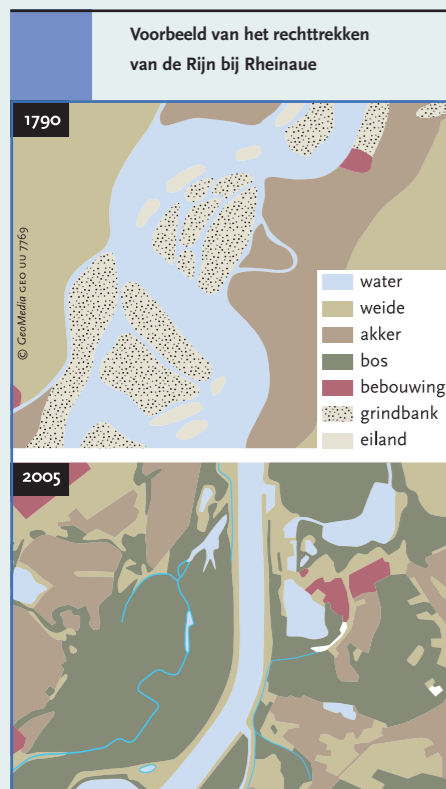 Voorbeeld van het rechttrekken
van de Rijn bij Rheinaue
1790
© GeoMedia GEO UU 7769
water
weide
akker
bos
bebouwing
grindbank
eiland
2005